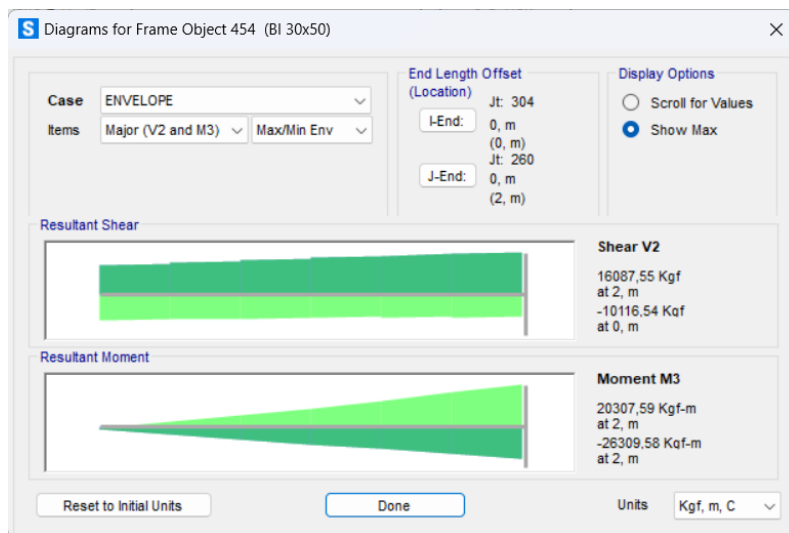 Diagrams for Frame Object 454 (BI 30x50)
Case ENVELOPE
Items Major (V2 and M3) Max/Min Env
End Length Offset
(Location)
I-End:
Jt: 304
0, m
(0, m)
J-End:
Jt: 260
0, m
(2, m)
Display Options
Scroll for Values
Show Max
Resultant Shear
Shear V2
16087,55 Kgf
at 2, m
-10116,54 Kgf
at 0, m
Resultant Moment
Moment M3
20307,59 Kgf-m
at 2, m
-26309,58 Kgf-m
at 2, m
Reset to Initial Units
Done
Units Kgf, m, C